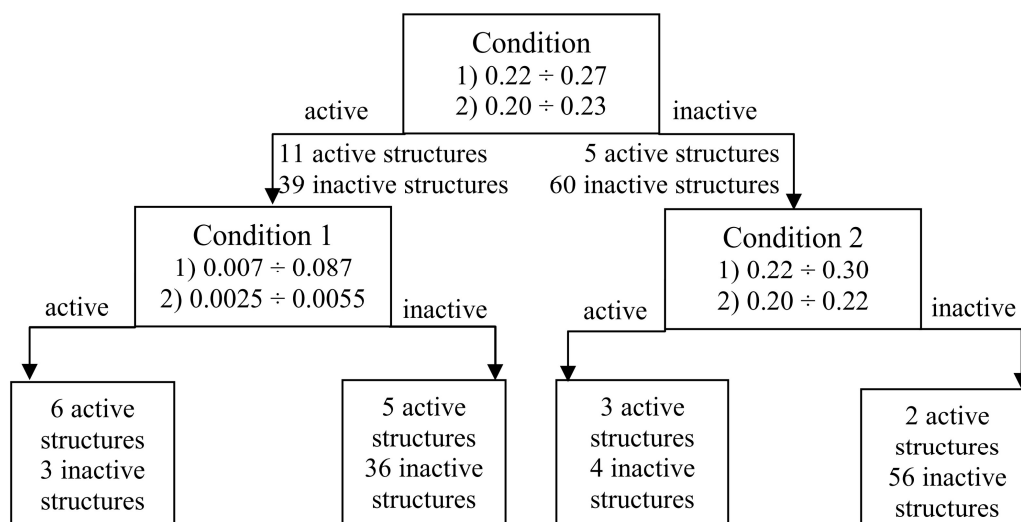 Condition
1) 0.22 ÷ 0.27
2) 0.20 ÷ 0.23
active
inactive
11 active structures
39 inactive structures
5 active structures
60 inactive structures
Condition 1
1) 0.007 ÷ 0.087
2) 0.0025 ÷ 0.0055
Condition 2
1) 0.22 ÷ 0.30
2) 0.20 ÷ 0.22
active
inactive
active
inactive
6 active
structures
3 inactive
structures
5 active
structures
36 inactive
structures
3 active
structures
4 inactive
structures
2 active
structures
56 inactive
structures